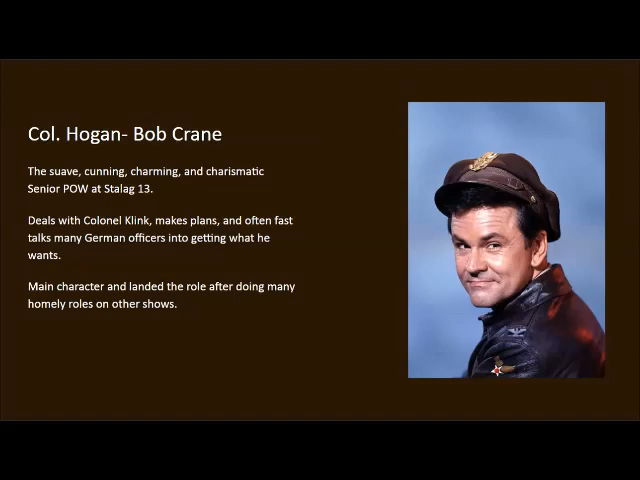 Col. Hogan- Bob Crane
The suave, cunning, charming, and charismatic
Senior POW at Stalag 13.
Deals with Colonel Klink, makes plans, and often fast
talks many German officers into getting what he
wants.
Main character and landed the role after doing many
homely roles on other shows.